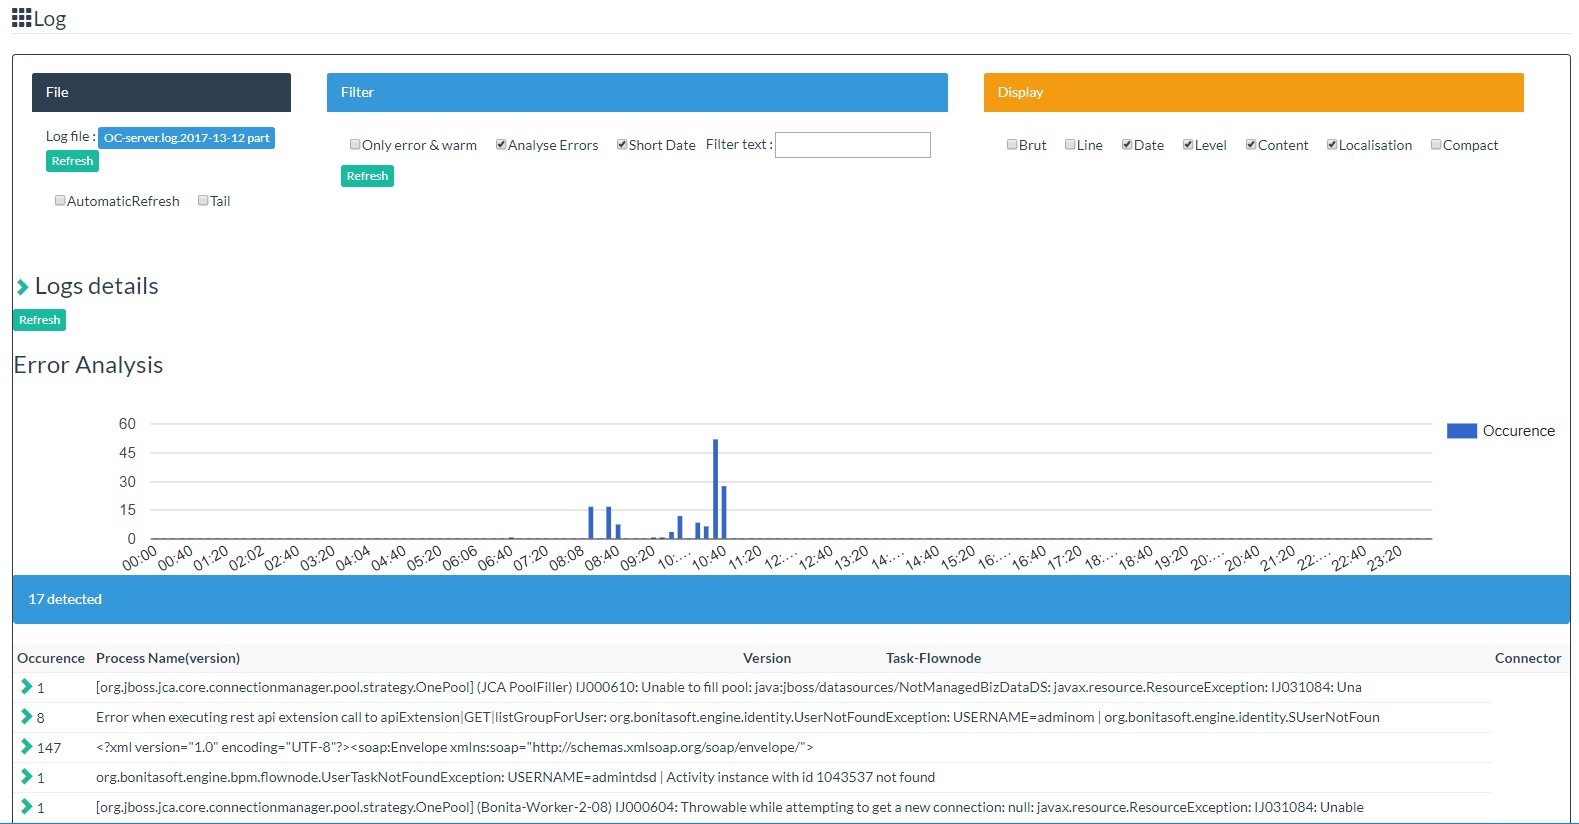 Log
File
Filter
Display
Log file : OC-server.log.2017-13-12 part
Refresh
AutomaticRefresh Tail
Only error & warm Analyse Errors Short Date Filter text :
Refresh
Brut Line Date Level Content Localisation Compact
Logs details
Refresh
Error Analysis
60
45
30
15
0
00:00 00:40 01:20 02:02 02:40 03:20 04:04 04:40 05:20 06:06 06:40 07:20 08:08 08:40 09:20 10:… 10:40 11:20 12:… 12:40 13:20 14:… 14:40 15:20 16:… 16:40 17:20 18:… 18:40 19:20 20:… 20:40 21:20 22:… 22:40 23:20
Occurence
17 detected
Occurence Process Name(version) Version Task-Flownode Connector
1 [org.jboss.jca.core.connectionmanager.pool.strategy.OnePool] (JCA PoolFiller) IJ000610: Unable to fill pool: java:jboss/datasources/NotManagedBizDataDS: javax.resource.ResourceException: IJ031084: Una
8 Error when executing rest api extension call to apiExtension|GET|listGroupForUser: org.bonitasoft.engine.identity.UserNotFoundException: USERNAME=adminom | org.bonitasoft.engine.identity.SUserNotFoun
147 <?xml version="1.0" encoding="UTF-8"?><soap:Envelope xmlns:soap="http://schemas.xmlsoap.org/soap/envelope/">
1 org.bonitasoft.engine.bpm.flownode.UserTaskNotFoundException: USERNAME=admintdsd | Activity instance with id 1043537 not found
1 [org.jboss.jca.core.connectionmanager.pool.strategy.OnePool] (Bonita-Worker-2-08) IJ000604: Throwable while attempting to get a new connection: null: javax.resource.ResourceException: IJ031084: Unable